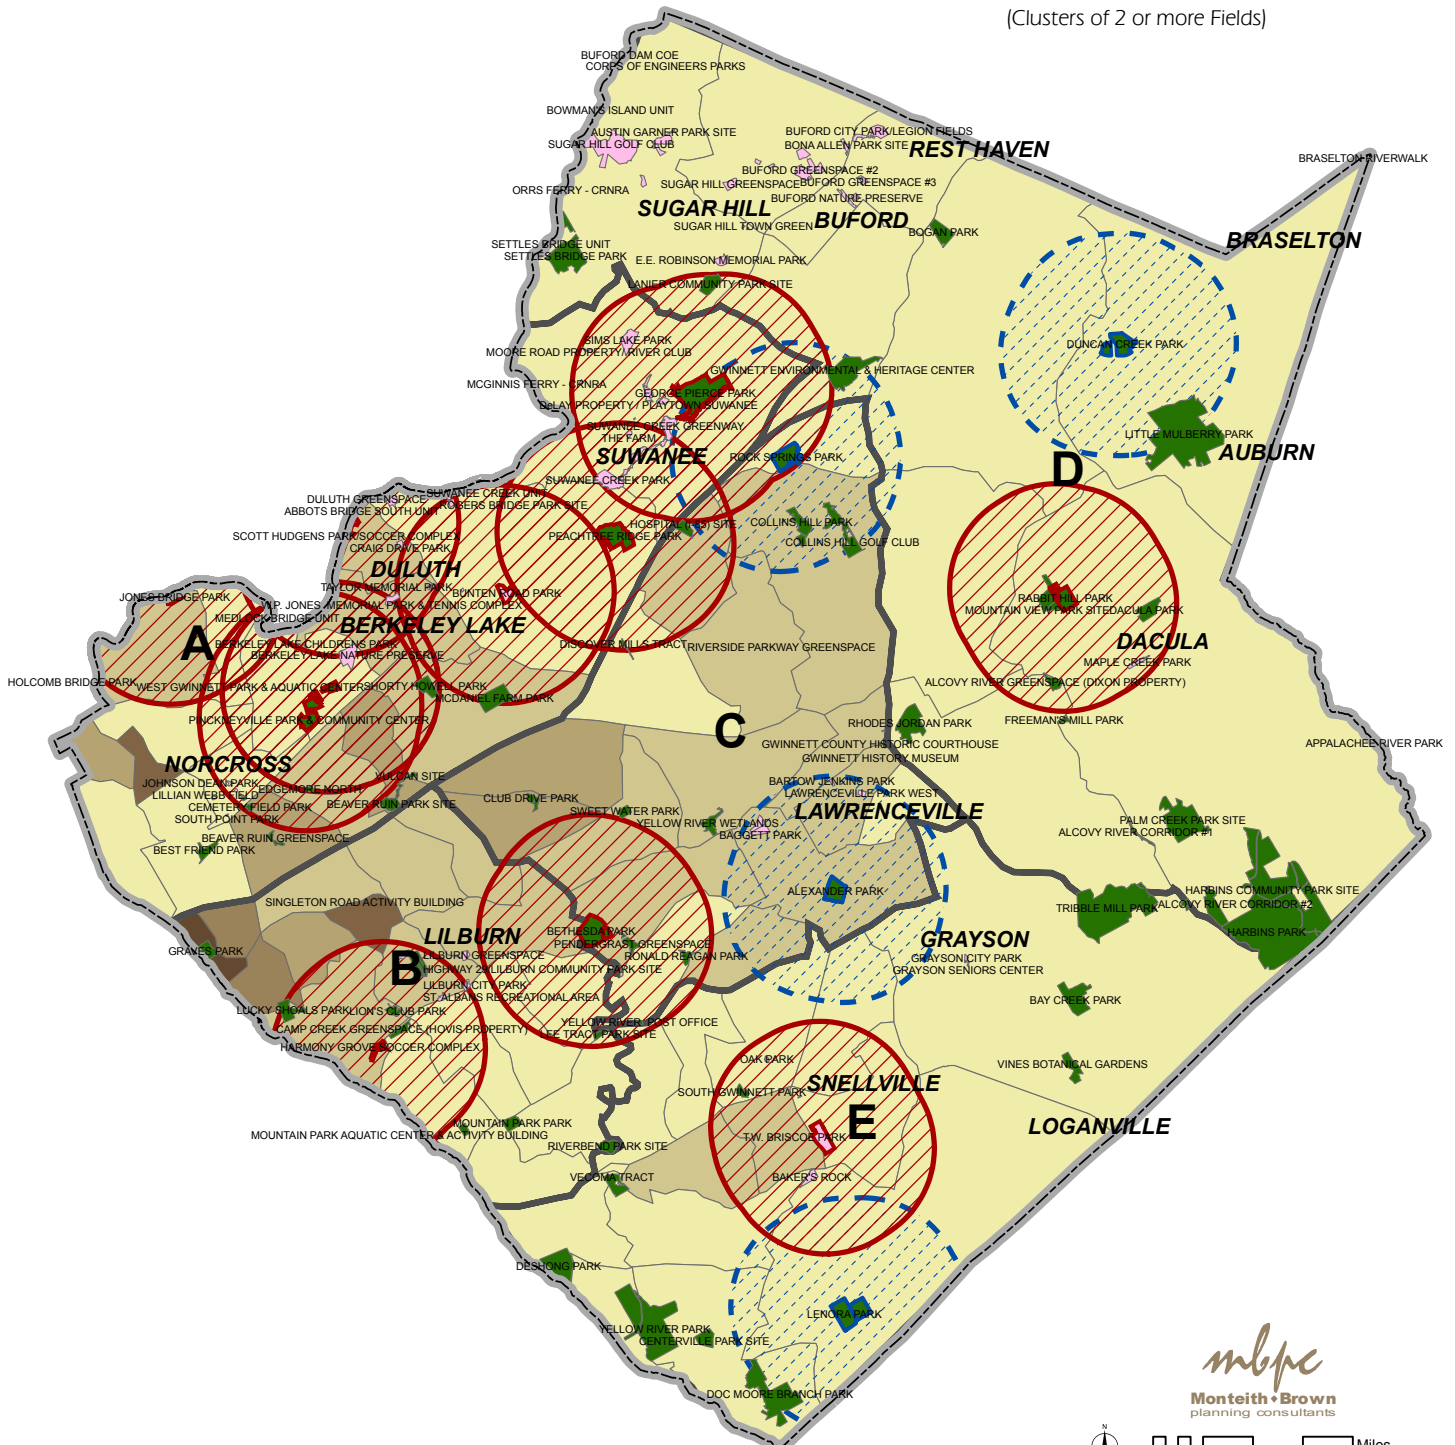 (Clusters of 2 or more Fields)
BUFORD DAM COE
CORPS OF ENGINEERS PARKS
BOWMAN'S ISLAND UNIT
AUSTIN GARNER PARK SITE
SUGAR HILL GOLF CLUB
BUFORD CITY PARK/LEGION FIELDS
BONA ALLEN PARK SITE
REST HAVEN
BRASELTON RIVERWALK
BUFORD GREENSPACE #2
SUGAR HILL GREENSPACE
BUFORD GREENSPACE #3
ORRS FERRY - CRNRA
BUFORD NATURE PRESERVE
SUGAR HILL
BUFORD
SUGAR HILL TOWN GREEN
BOGAN PARK
BRASELTON
SETTLES BRIDGE UNIT
SETTLES BRIDGE PARK
E.E. ROBINSON MEMORIAL PARK
LANIER COMMUNITY PARK SITE
SIMS LAKE PARK
MOORE ROAD PROPERTY/RIVER CLUB
DUNCAN CREEK PARK
GWINNETT ENVIRONMENTAL & HERITAGE CENTER
MCGINNIS FERRY - CRNRA
GEORGE PIERCE PARK
DeLAY PROPERTY / PLAYTOWN SUWANEE
SUWANEE CREEK GREENWAY
THE FARM
LITTLE MULBERRY PARK
SUWANEE
ROCK SPRINGS PARK
AUBURN
D
SUWANEE CREEK PARK
SUWANEE CREEK UNIT
DULUTH GREENSPACE
ROGERS BRIDGE PARK SITE
ABBOTS BRIDGE SOUTH UNIT
HOSPITAL (I-85) SITE
COLLINS HILL PARK
SCOTT HUDGENS PARK/SOCCER COMPLEX
PEACHTREE RIDGE PARK
COLLINS HILL GOLF CLUB
CRAIG DRIVE PARK
DULUTH
TAYLOR MEMORIAL PARK
BUNTEN ROAD PARK
JONES BRIDGE PARK
RABBIT HILL PARK
W.P. JONES MEMORIAL PARK & TENNIS COMPLEX
MOUNTAIN VIEW PARK SITE
DACULA PARK
MEDLOCK BRIDGE UNIT
BERKELEY LAKE
DACULA
A
BERKELEY LAKE CHILDRENS PARK
DISCOVER MILLS TRACT
RIVERSIDE PARKWAY GREENSPACE
BERKELEY LAKE NATURE PRESERVE
MAPLE CREEK PARK
HOLCOMB BRIDGE PARK
WEST GWINNETT PARK & AQUATIC CENTER
SHORTY HOWELL PARK
ALCOVY RIVER GREENSPACE (DIXON PROPERTY)
MCDANIEL FARM PARK
PINCKNEYVILLE PARK & COMMUNITY CENTER
RHODES JORDAN PARK
FREEMAN'S MILL PARK
C
GWINNETT COUNTY HISTORIC COURTHOUSE
GWINNETT HISTORY MUSEUM
APPALACHEE RIVER PARK
NORCROSS
VULCAN SITE
JOHNSON DEAN PARK
BARTOW JENKINS PARK
EDGEMORE NORTH
LILLIAN WEBB FIELD
LAWRENCEVILLE PARK WEST
CLUB DRIVE PARK
CEMETERY FIELD PARK
BEAVER RUIN PARK SITE
SWEET WATER PARK
LAWRENCEVILLE
SOUTH POINT PARK
YELLOW RIVER WETLANDS
PALM CREEK PARK SITE
BAGGETT PARK
ALCOVY RIVER CORRIDOR #1
BEAVER RUIN GREENSPACE
BEST FRIEND PARK
ALEXANDER PARK
HARBINS COMMUNITY PARK SITE
SINGLETON ROAD ACTIVITY BUILDING
TRIBBLE MILL PARK
ALCOVY RIVER CORRIDOR #2
BETHESDA PARK
HARBINS PARK
LILBURN
PENDERGRAST GREENSPACE
GRAYSON
GRAVES PARK
LILBURN GREENSPACE
RONALD REAGAN PARK
GRAYSON CITY PARK
B
HIGHWAY 29/LILBURN COMMUNITY PARK SITE
GRAYSON SENIORS CENTER
LILBURN CITY PARK
ST. ALBANS RECREATIONAL AREA
BAY CREEK PARK
LUCKY SHOALS PARK
LION'S CLUB PARK
YELLOW RIVER POST OFFICE
CAMP CREEK GREENSPACE (HOVIS PROPERTY)
LEE TRACT PARK SITE
HARMONY GROVE SOCCER COMPLEX
OAK PARK
VINES BOTANICAL GARDENS
SNELLVILLE
SOUTH GWINNETT PARK
MOUNTAIN PARK PARK
E
LOGANVILLE
MOUNTAIN PARK AQUATIC CENTER & ACTIVITY BUILDING
T.W. BRISCOE PARK
RIVERBEND PARK SITE
VECOMA TRACT
BAKER'S ROCK
DESHONG PARK
LENORA PARK
YELLOW RIVER PARK
CENTERVILLE PARK SITE
DOC MOORE BRANCH PARK
mbpc
Monteith Brown
planning consultants
N
Miles